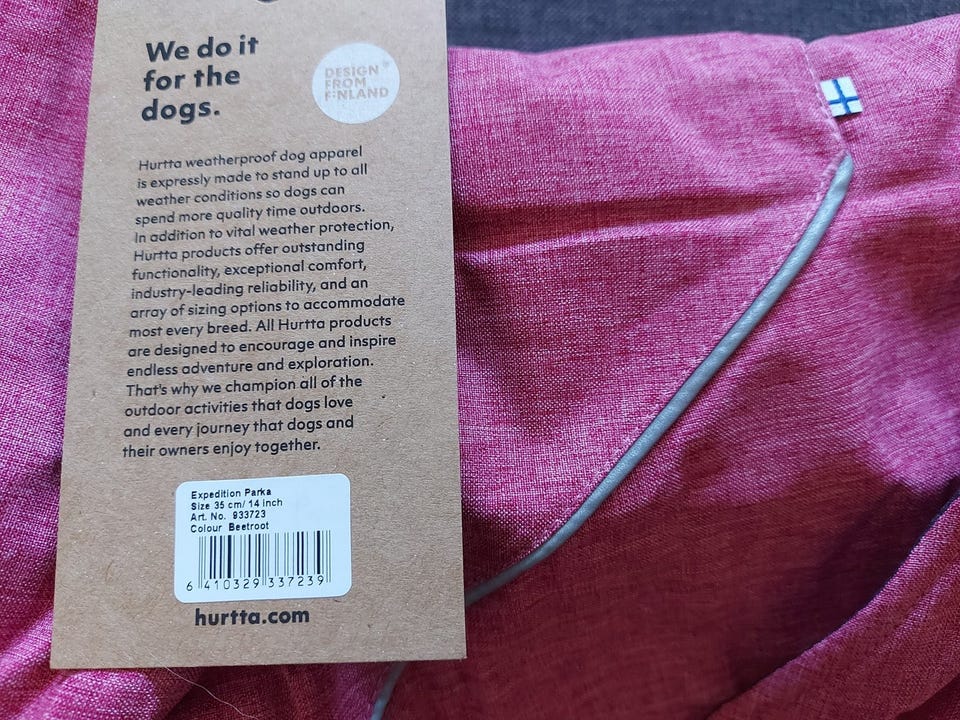 We do it
for the
dogs.
DESIGN
FROM
FINLAND
Hurtta weatherproof dog apparel
is expressly made to stand up to all
weather conditions so dogs can
spend more quality time outdoors.
In addition to vital weather protection,
Hurtta products offer outstanding
functionality, exceptional comfort,
industry-leading reliability, and an
array of sizing options to accommodate
most every breed. All Hurtta products
are designed to encourage and inspire
endless adventure and exploration.
That's why we champion all of the
outdoor activities that dogs love
and every journey that dogs and
their owners enjoy together.
Expedition Parka
Size 35 cm/ 14 inch
Art. No. 933723
Colour Beetroot
6 410329 337239
hurtta.com